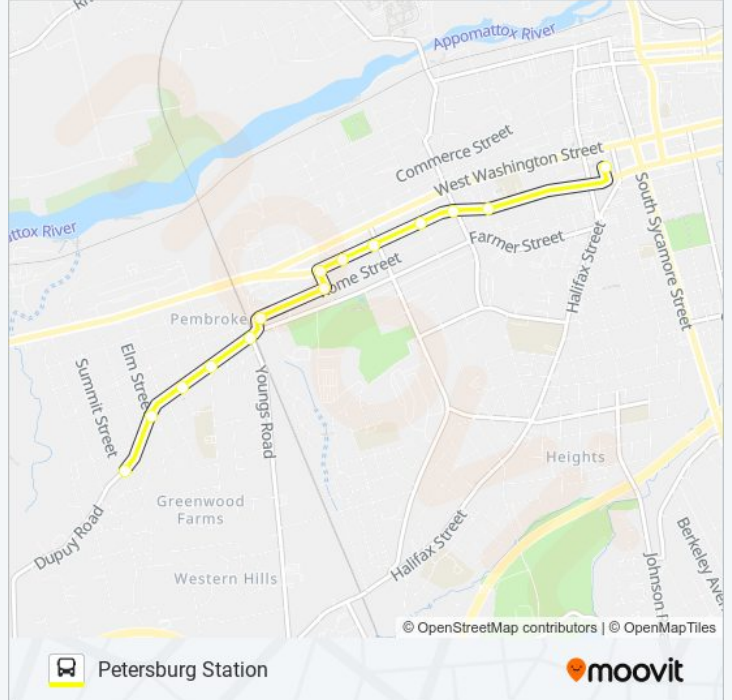 Appomattox River
Commerce Street
West Washington Street
ttox River
South Sycamore Street
Farmer Street
Halifax Street
Home Street
Pembroke
Elm Street
Summit Street
Youngs Road
Heights
Greenwood
Farms
Dupuy Road
Halifax Street
Western Hills
Berkeley Ave
Johnson
© OpenStreetMap contributors | © OpenMapTiles
Petersburg Station
moovit